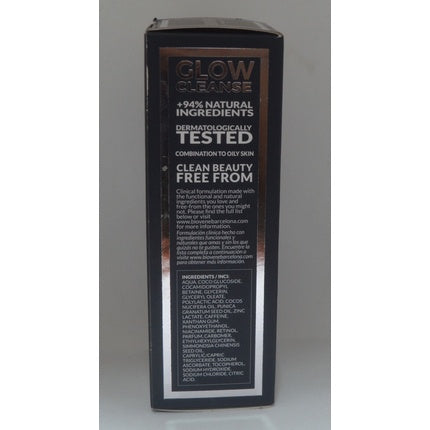 GLOW
CLEANSE
+94% NATURAL
INGREDIENTS
DERMATOLOGICALLY
TESTED
COMBINATION TO OILY SKIN
CLEAN BEAUTY
FREE FROM
Clinical formulation made with
the functional and natural
ingredients you love and
free-from the ones you might
not. Please find the full list
below or visit
www.biovenebarcelona.com
for more information.
Formulación clínica hecha con
ingredientes funcionales y
naturales que amas y sin los que
quizás no te gusten. Encuentre la
lista completa a continuación o
visite www.biovenebarcelona.com
para obtener más información.
INGREDIENTS / INCI:
AQUA, COCO GLUCOSIDE,
COCAMIDOPROPYL
BETAINE, GLYCERIN,
GLYCERYL OLEATE,
POLYLACTIC ACID, COCOS
NUCIFERA OIL, PUNICA
GRANATUM SEED OIL, ZINC
LACTATE, CAFFEINE,
XANTHAN GUM,
PHENOXYETHANOL,
NIACINAMIDE, RETINOL,
PARFUM, CARBOMER,
ETHYLHEXYLGLYCERIN,
SIMMONDSIA CHINENSIS
SEED OIL,
CAPRYLIC/CAPRIC
TRIGLYCERIDE, SODIUM
ASCORBATE, TOCOPHEROL,
SODIUM HYDROXIDE,
SODIUM CHLORIDE, CITRIC
ACID.